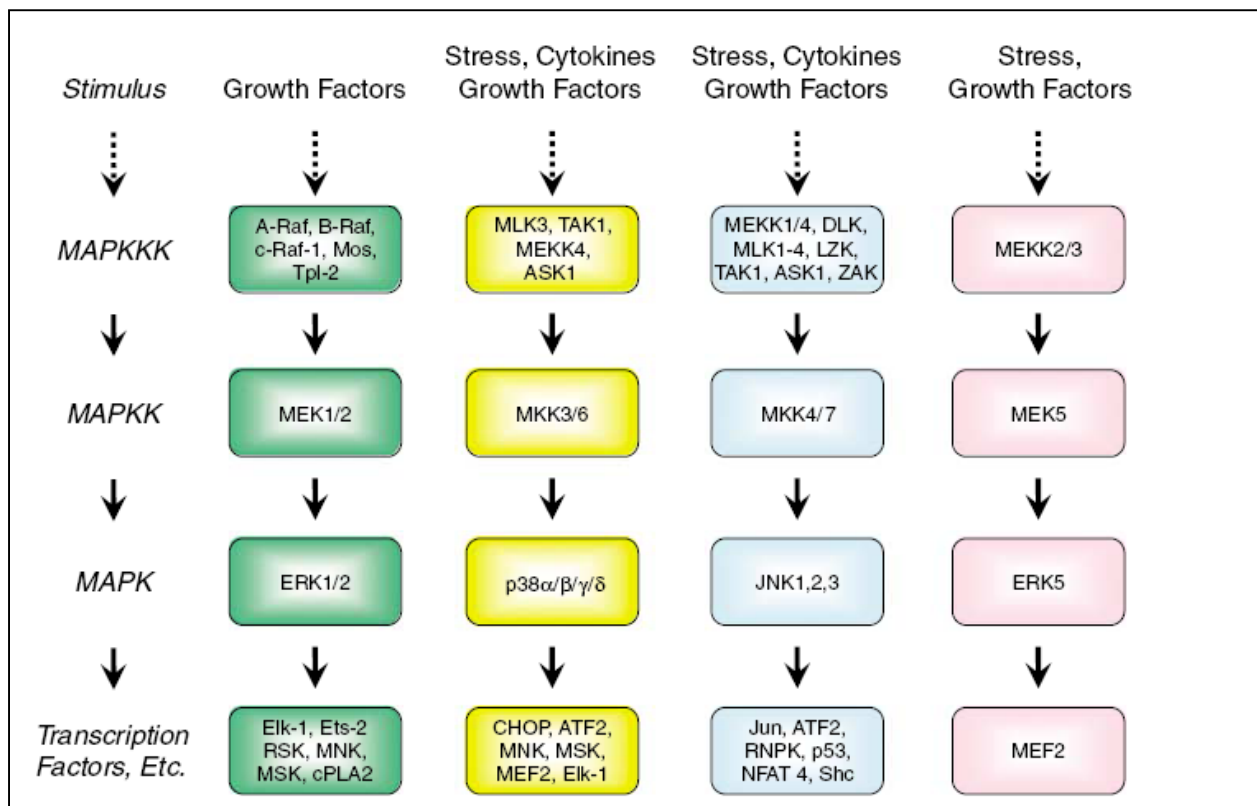 Stimulus
Growth Factors
Stress, Cytokines
Growth Factors
Stress, Cytokines
Growth Factors
Stress,
Growth Factors
MAPKKK
A-Raf, B-Raf,
c-Raf-1, Mos,
Tpl-2
MLK3, TAK1,
MEKK4,
ASK1
MEKK1/4, DLK,
MLK1-4, LZK,
TAK1, ASK1, ZAK
MEKK2/3
MAPKK
MEK1/2
MKK3/6
MKK4/7
MEK5
MAPK
ERK1/2
p38α/β/γ/δ
JNK1,2,3
ERK5
Transcription
Factors, Etc.
Elk-1, Ets-2
RSK, MNK,
MSK, cPLA2
CHOP, ATF2,
MNK, MSK,
MEF2, Elk-1
Jun, ATF2,
RNPK, p53,
NFAT 4, Shc
MEF2